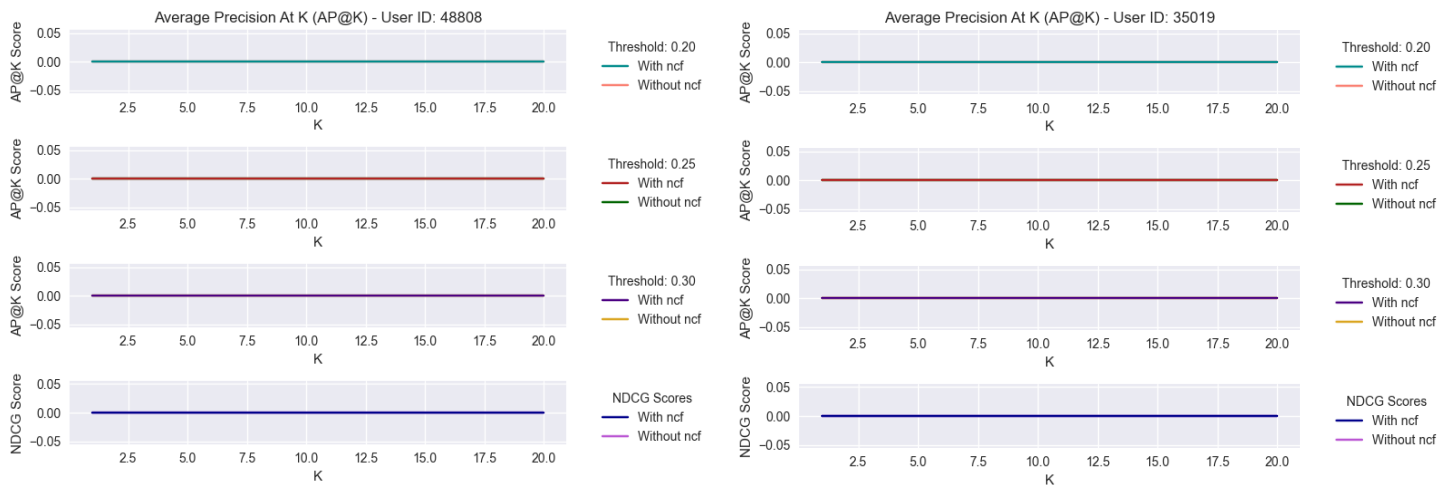 Average Precision At K (AP@K) - User ID: 48808
0.05
0.00
−0.05
AP@K Score
2.5 5.0 7.5 10.0 12.5 15.0 17.5 20.0
K
Threshold: 0.20
With ncf
Without ncf
0.05
0.00
−0.05
AP@K Score
2.5 5.0 7.5 10.0 12.5 15.0 17.5 20.0
K
Threshold: 0.25
With ncf
Without ncf
0.05
0.00
−0.05
AP@K Score
2.5 5.0 7.5 10.0 12.5 15.0 17.5 20.0
K
Threshold: 0.30
With ncf
Without ncf
0.05
0.00
−0.05
NDCG Score
2.5 5.0 7.5 10.0 12.5 15.0 17.5 20.0
K
NDCG Scores
With ncf
Without ncf
Average Precision At K (AP@K) - User ID: 35019
0.05
0.00
−0.05
AP@K Score
2.5 5.0 7.5 10.0 12.5 15.0 17.5 20.0
K
Threshold: 0.20
With ncf
Without ncf
0.05
0.00
−0.05
AP@K Score
2.5 5.0 7.5 10.0 12.5 15.0 17.5 20.0
K
Threshold: 0.25
With ncf
Without ncf
0.05
0.00
−0.05
AP@K Score
2.5 5.0 7.5 10.0 12.5 15.0 17.5 20.0
K
Threshold: 0.30
With ncf
Without ncf
0.05
0.00
−0.05
NDCG Score
2.5 5.0 7.5 10.0 12.5 15.0 17.5 20.0
K
NDCG Scores
With ncf
Without ncf